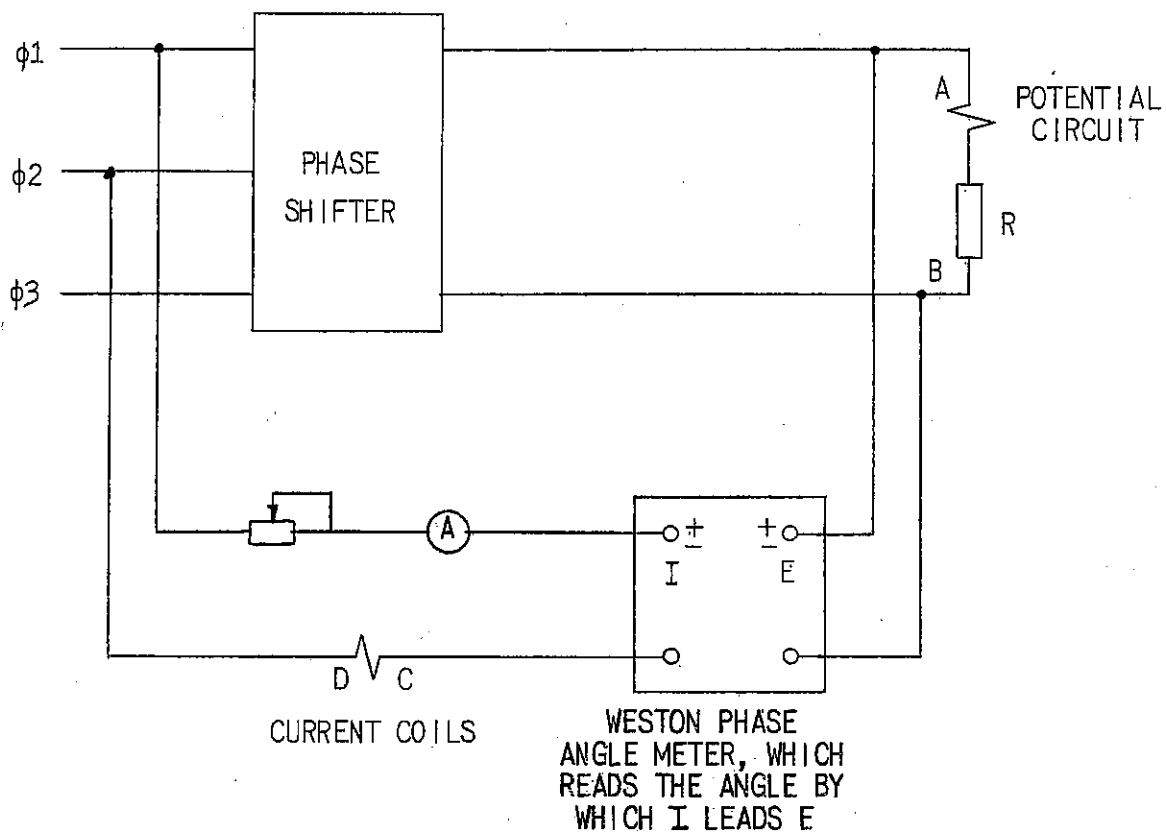 ϕ1
ϕ2
ϕ3
PHASE
SHIFTER
A
POTENTIAL
CIRCUIT
R
B
A
±
±
I
E
D
C
CURRENT COILS
WESTON PHASE
ANGLE METER, WHICH
READS THE ANGLE BY
WHICH I LEADS E